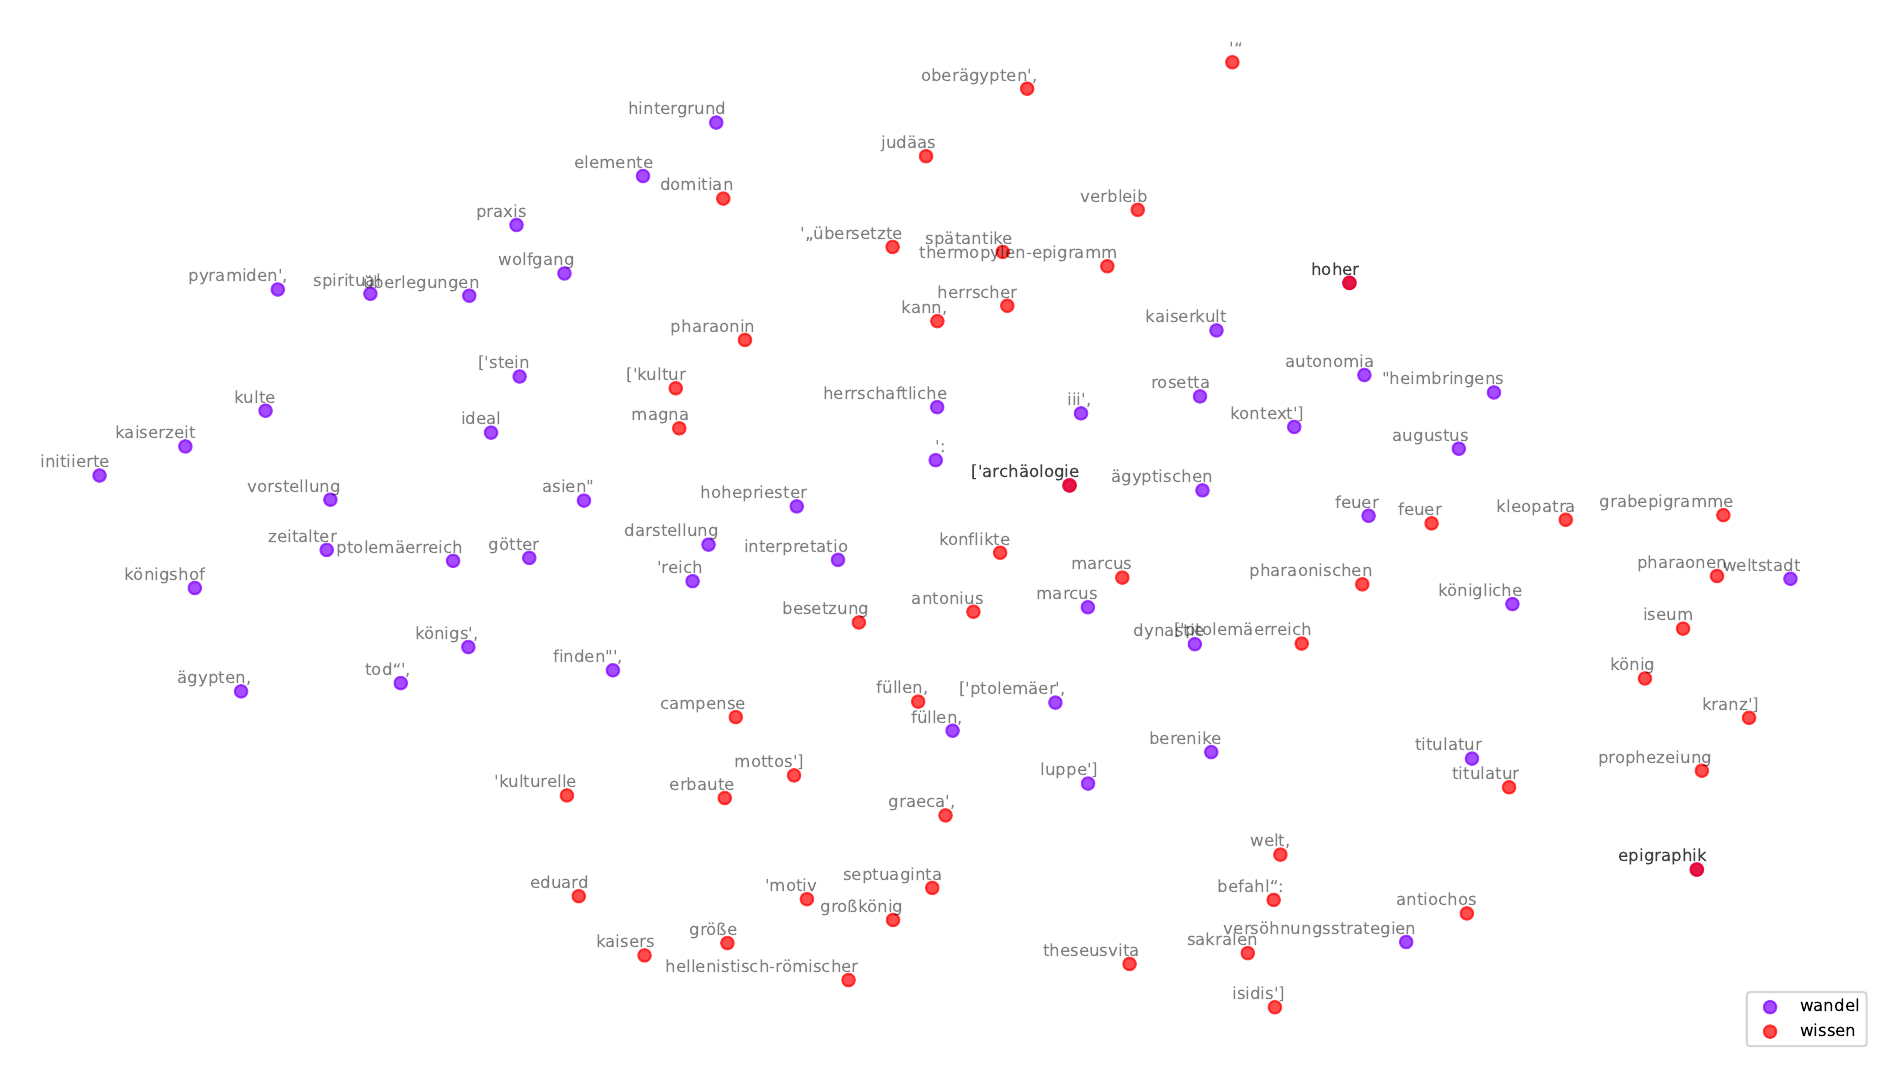 '“
oberägypten',
hintergrund
judäas
elemente
domitian
verbleib
praxis
'„übersetzte
spätantike
thermopylen-epigramm
wolfgang
hoher
pyramiden',
spiritual
überlegungen
herrscher
kann,
kaiserkult
pharaonin
['stein
autonomia
['kultur
rosetta
"heimbringens
kulte
herrschaftliche
iii',
magna
kontext']
ideal
kaiserzeit
augustus
':
initiierte
['archäologie
ägyptischen
vorstellung
asien"
hohepriester
feuer
feuer
kleopatra
grabepigramme
zeitalter
ptolemäerreich
götter
darstellung
interpretatio
konflikte
königshof
'reich
marcus
pharaonischen
pharaonen
weltstadt
besetzung
antonius
marcus
königliche
iseum
königs',
dynastie
['ptolemäerreich
finden"',
könig
ägypten,
tod“',
füllen,
['ptolemäer',
campense
füllen,
kranz']
berenike
titulatur
mottos']
luppe']
titulatur
prophezeiung
'kulturelle
erbaute
graeca',
welt,
epigraphik
eduard
'motiv
septuaginta
befahl“:
großkönig
antiochos
kaisers
größe
versöhnungsstrategien
sakralen
theseusvita
hellenistisch-römischer
isidis']
wandel
wissen